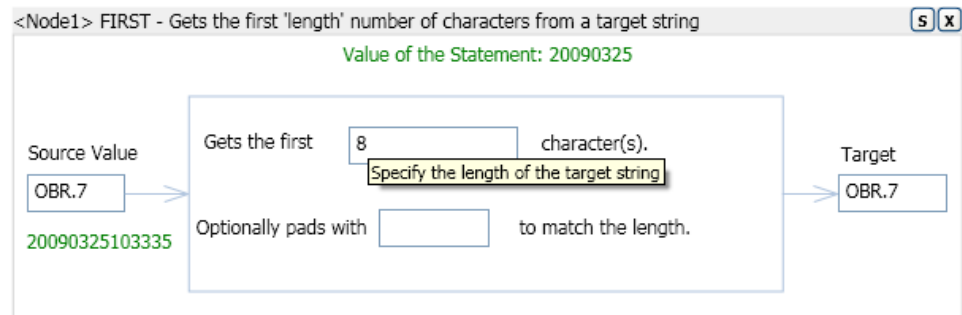 <Node1> FIRST - Gets the first 'length' number of characters from a target string
S X
Value of the Statement: 20090325
Gets the first 8 character(s).
Specify the length of the target string
Source Value
OBR.7
20090325103335
Optionally pads with to match the length.
Target
OBR.7